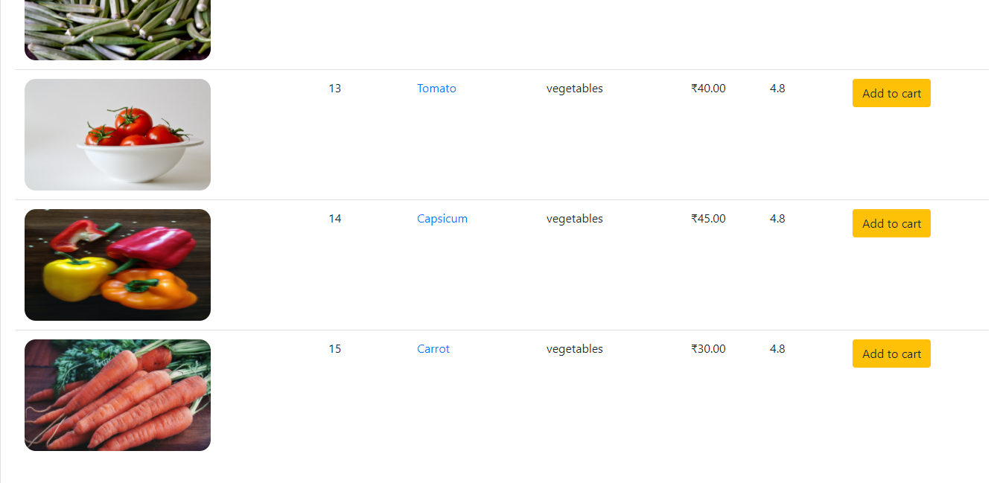 13 Tomato vegetables ₹40.00 4.8 Add to cart
14 Capsicum vegetables ₹45.00 4.8 Add to cart
15 Carrot vegetables ₹30.00 4.8 Add to cart